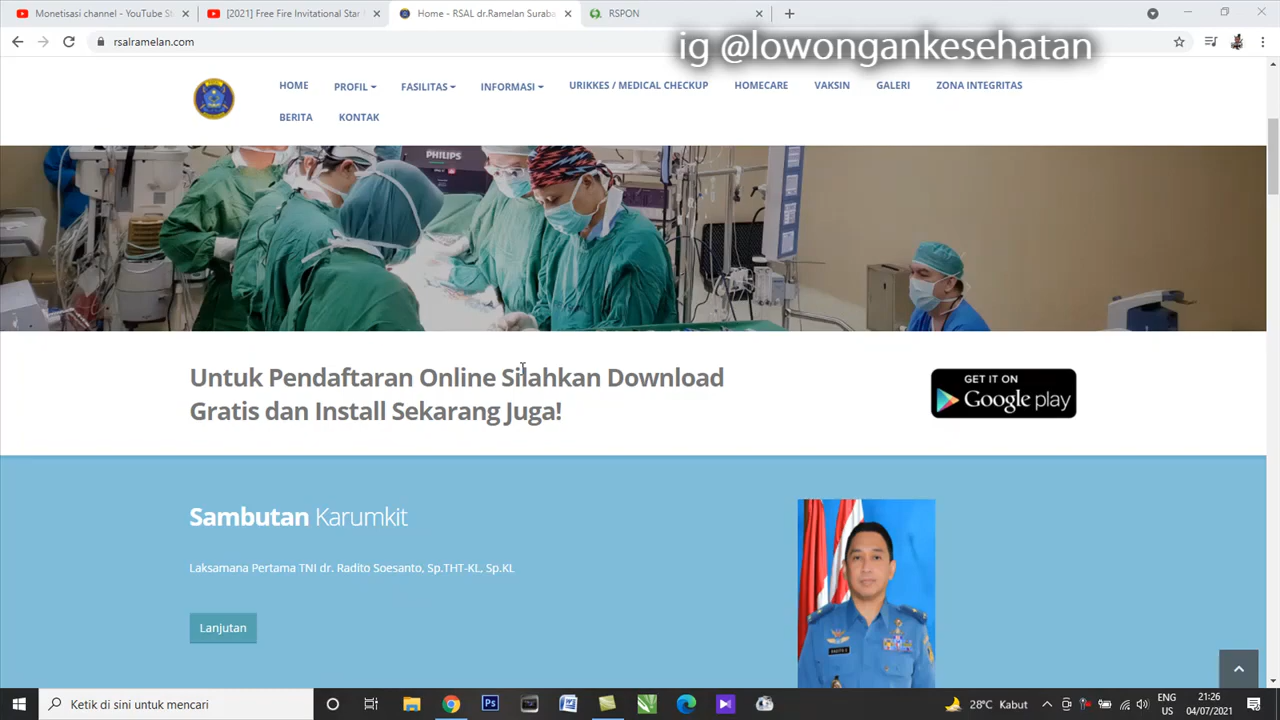 Monetisasi channel - YouTube St
[2021] Free Fire Invitational Star
Home - RSAL dr.Ramelan Suraba
RSPON
rsalramelan.com
ig @lowongankesehatan
HOME
PROFIL
FASILITAS
INFORMASI
URIKKES / MEDICAL CHECKUP
HOMECARE
VAKSIN
GALERI
ZONA INTEGRITAS
BERITA
KONTAK
PHILIPS
Untuk Pendaftaran Online Silahkan Download
Gratis dan Install Sekarang Juga!
GET IT ON
Google play
Sambutan Karumkit
Laksamana Pertama TNI dr. Radito Soesanto, Sp.THT-KL, Sp.KL
Lanjutan
Ketik di sini untuk mencari
28°C Kabut
ENG
US
21:26
04/07/2021